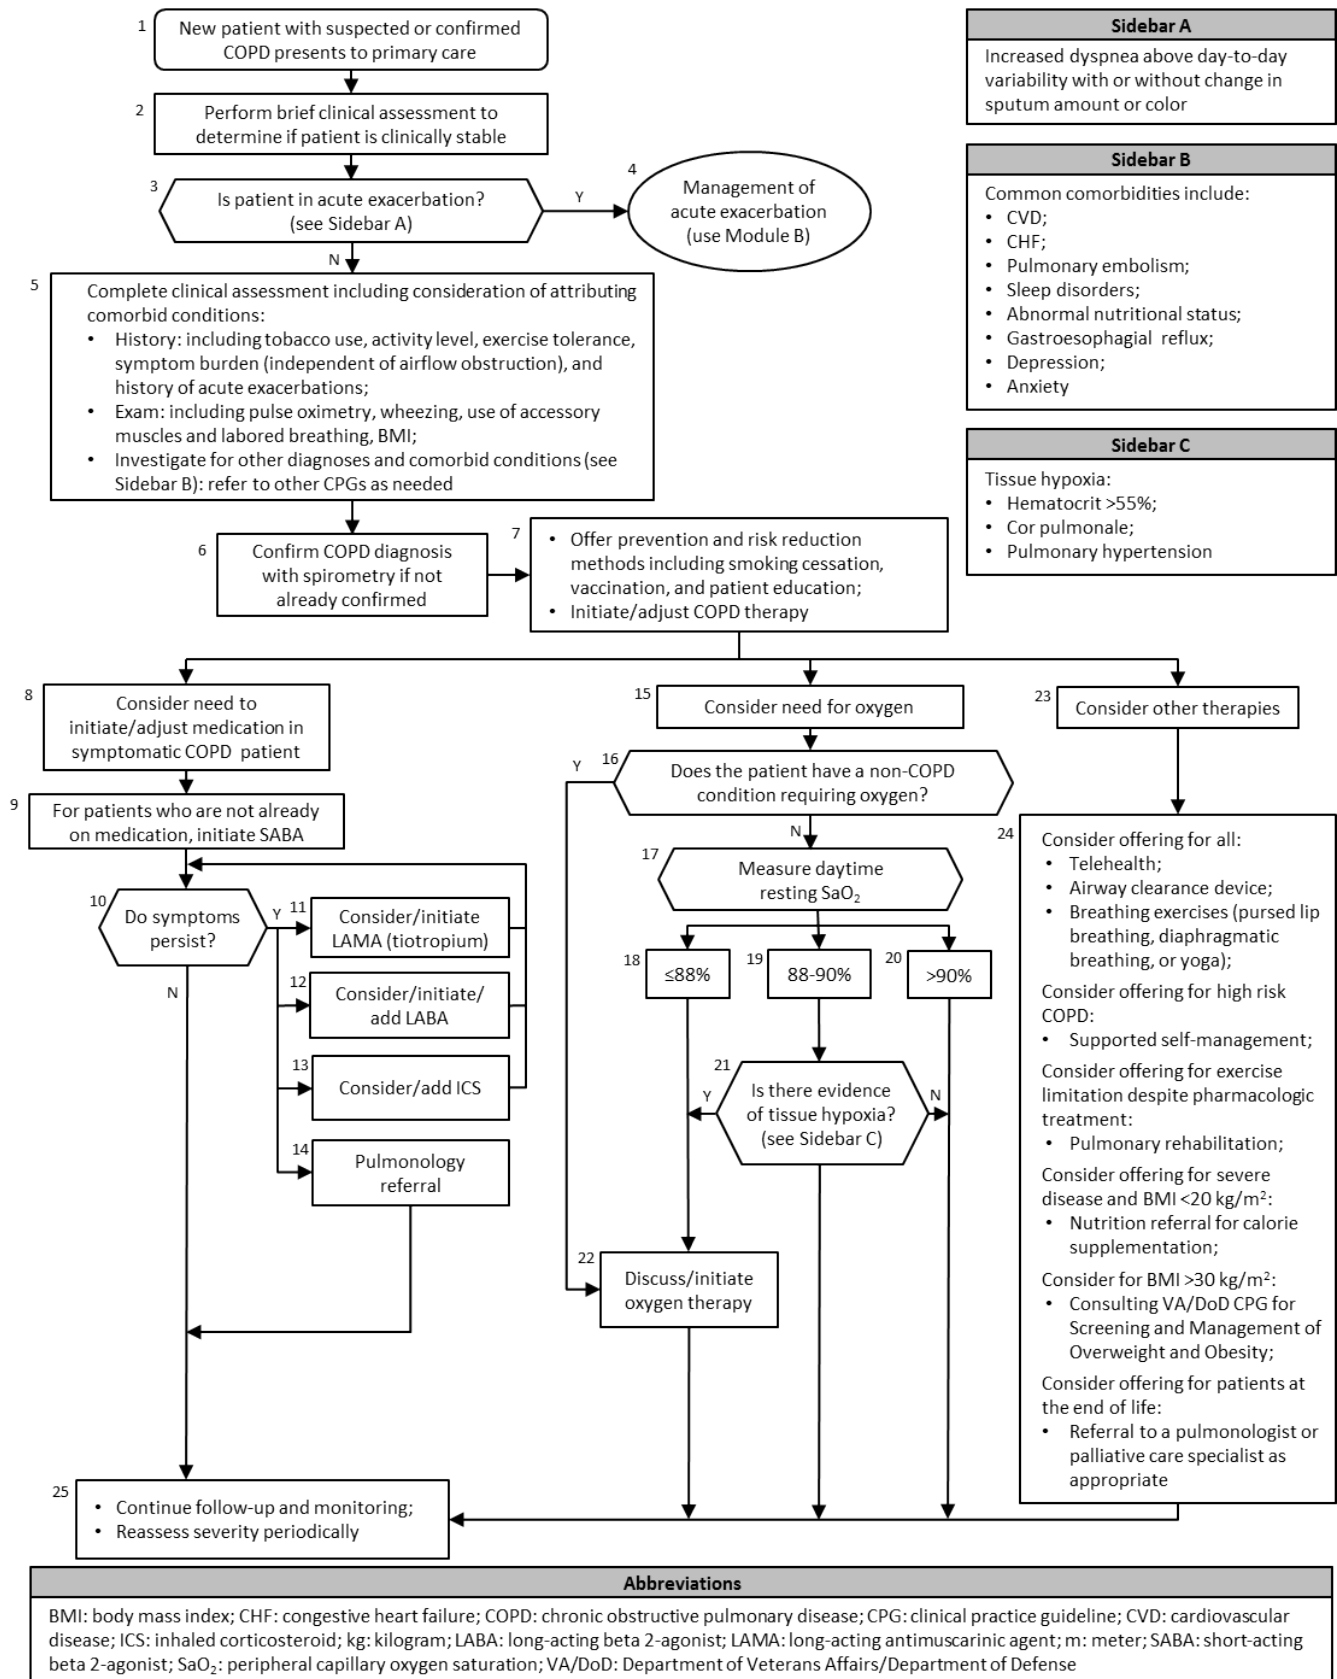 1
New patient with suspected or confirmed
COPD presents to primary care
2
Perform brief clinical assessment to
determine if patient is clinically stable
3
Is patient in acute exacerbation?
(see Sidebar A)
Y
4
Management of
acute exacerbation
(use Module B)
N
Sidebar A
Increased dyspnea above day-to-day
variability with or without change in
sputum amount or color
Sidebar B
Common comorbidities include:
• CVD;
• CHF;
• Pulmonary embolism;
• Sleep disorders;
• Abnormal nutritional status;
• Gastroesophagial reflux;
• Depression;
• Anxiety
Sidebar C
Tissue hypoxia:
• Hematocrit >55%;
• Cor pulmonale;
• Pulmonary hypertension
5
Complete clinical assessment including consideration of attributing
comorbid conditions:
• History: including tobacco use, activity level, exercise tolerance,
symptom burden (independent of airflow obstruction), and
history of acute exacerbations;
• Exam: including pulse oximetry, wheezing, use of accessory
muscles and labored breathing, BMI;
• Investigate for other diagnoses and comorbid conditions (see
Sidebar B): refer to other CPGs as needed
6
Confirm COPD diagnosis
with spirometry if not
already confirmed
7
• Offer prevention and risk reduction
methods including smoking cessation,
vaccination, and patient education;
• Initiate/adjust COPD therapy
8
Consider need to
initiate/adjust medication in
symptomatic COPD patient
9
For patients who are not already
on medication, initiate SABA
10
Do symptoms
persist?
Y
N
11
Consider/initiate
LAMA (tiotropium)
12
Consider/initiate/
add LABA
13
Consider/add ICS
14
Pulmonology
referral
15
Consider need for oxygen
16
Does the patient have a non-COPD
condition requiring oxygen?
Y
N
17
Measure daytime
resting SaO₂
18
≤88%
19
88-90%
20
>90%
21
Is there evidence
of tissue hypoxia?
(see Sidebar C)
Y
N
22
Discuss/initiate
oxygen therapy
23
Consider other therapies
24
Consider offering for all:
• Telehealth;
• Airway clearance device;
• Breathing exercises (pursed lip
breathing, diaphragmatic
breathing, or yoga);
Consider offering for high risk
COPD:
• Supported self-management;
Consider offering for exercise
limitation despite pharmacologic
treatment:
• Pulmonary rehabilitation;
Consider offering for severe
disease and BMI <20 kg/m²:
• Nutrition referral for calorie
supplementation;
Consider for BMI >30 kg/m²:
• Consulting VA/DoD CPG for
Screening and Management of
Overweight and Obesity;
Consider offering for patients at
the end of life:
• Referral to a pulmonologist or
palliative care specialist as
appropriate
25
• Continue follow-up and monitoring;
• Reassess severity periodically
Abbreviations
BMI: body mass index; CHF: congestive heart failure; COPD: chronic obstructive pulmonary disease; CPG: clinical practice guideline; CVD: cardiovascular
disease; ICS: inhaled corticosteroid; kg: kilogram; LABA: long-acting beta 2-agonist; LAMA: long-acting antimuscarinic agent; m: meter; SABA: short-acting
beta 2-agonist; SaO₂: peripheral capillary oxygen saturation; VA/DoD: Department of Veterans Affairs/Department of Defense